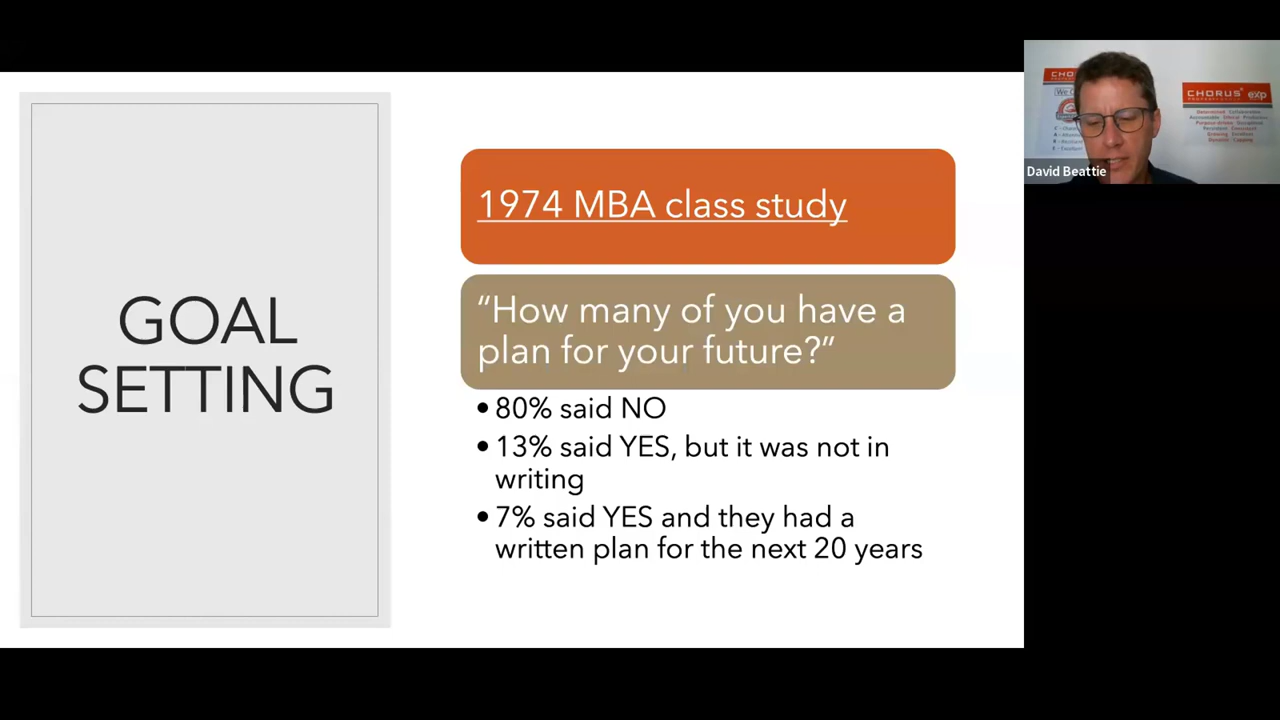 GOAL
SETTING
1974 MBA class study
“How many of you have a
plan for your future?”
• 80% said NO
• 13% said YES, but it was not in
writing
• 7% said YES and they had a
written plan for the next 20 years
CHORUS
exp
David Beattie